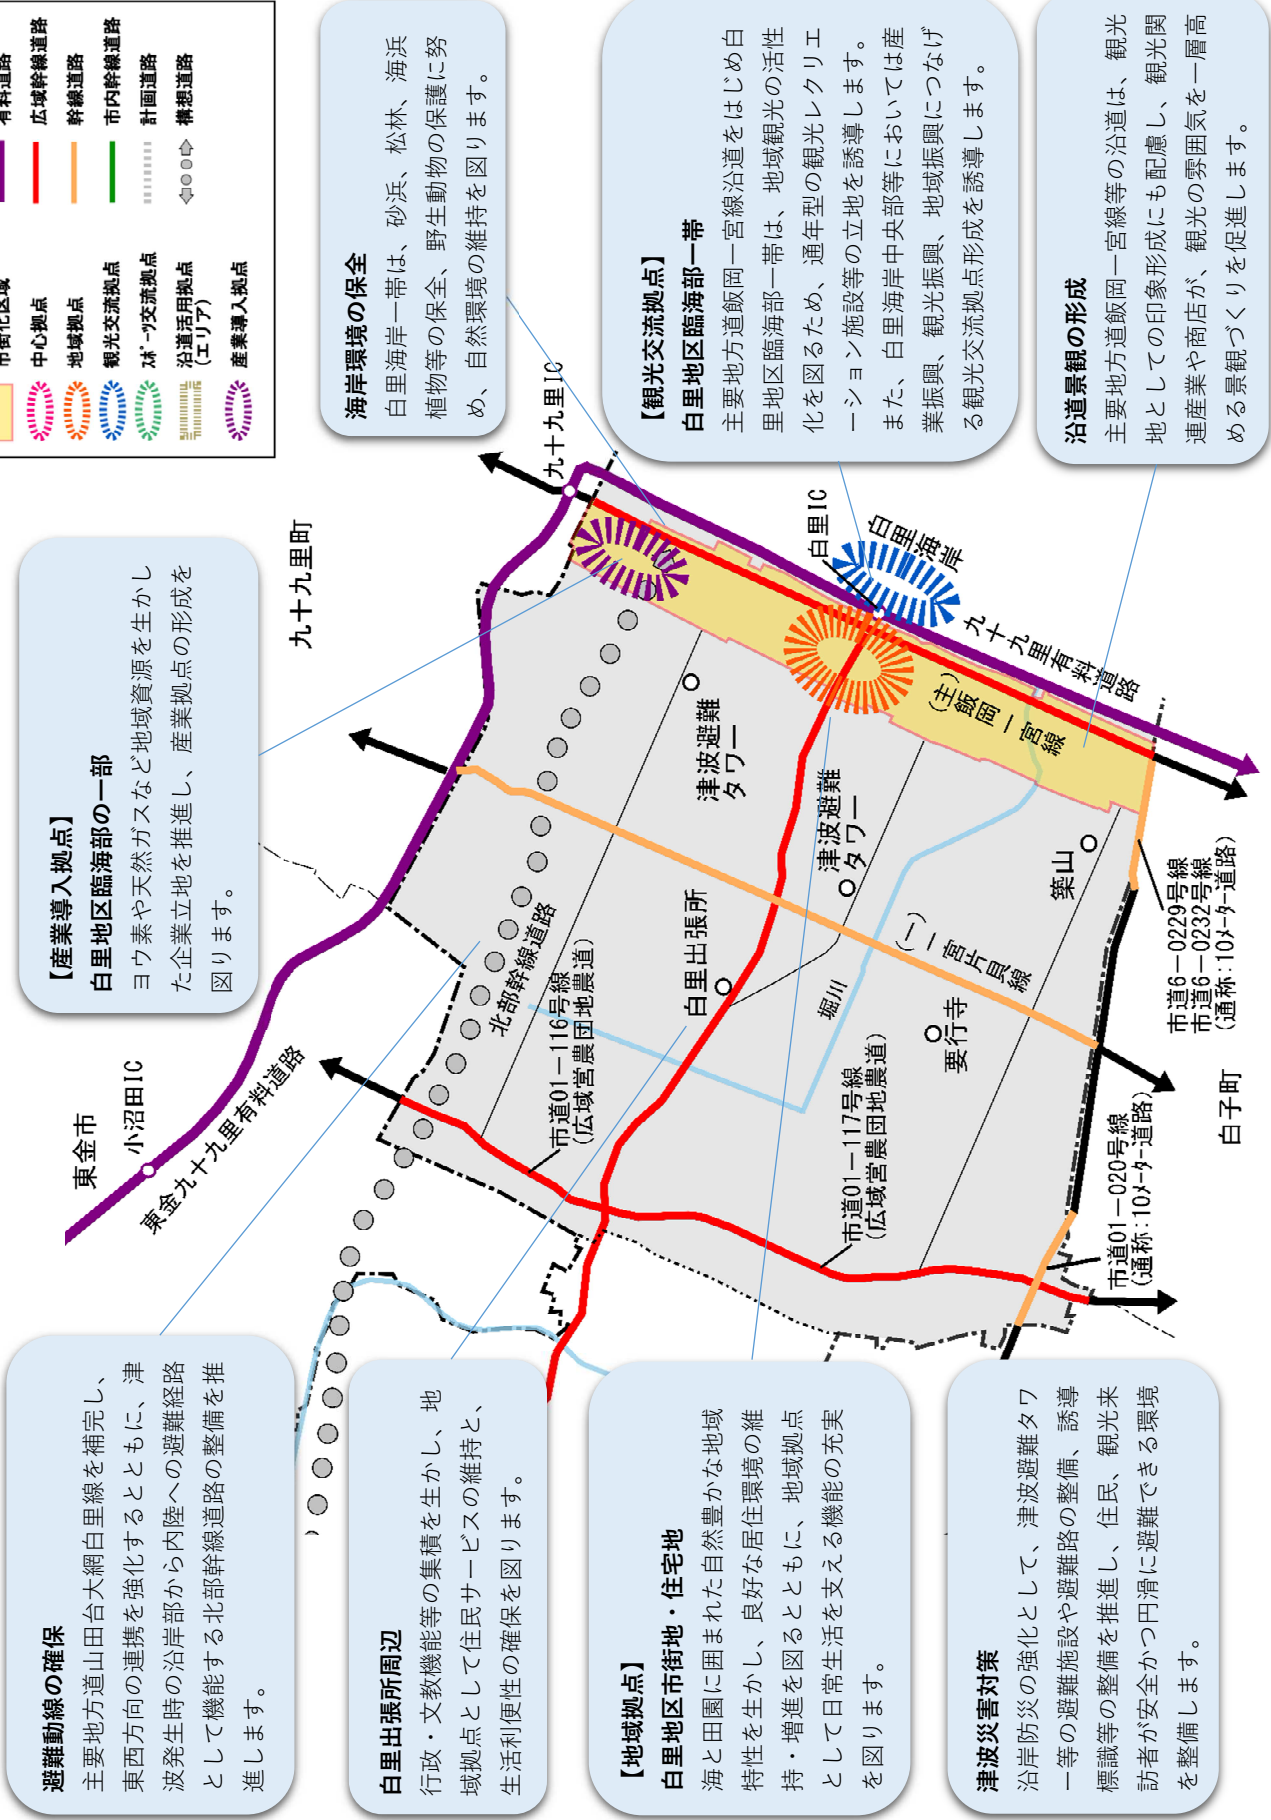 避難動線の確保
主要地方道山田台大網白里線を補完し、
東西方向の連携を強化するとともに、津
波発生時の沿岸部から内陸への避難経路
として機能する北部幹線道路の整備を推
進します。
白里出張所周辺
行政・文教機能等の集積を生かし、地
域拠点として住民サービスの維持と、
生活利便性の確保を図ります。
【地域拠点】
白里地区市街地・住宅地
海と田園に囲まれた自然豊かな地域
特性を生かし、良好な居住環境の維
持・増進を図るとともに、地域拠点
として日常生活を支える機能の充実
を図ります。
津波災害対策
沿岸防災の強化として、津波避難タワ
ー等の避難施設や避難路の整備、誘導
標識等の整備を推進し、住民、観光来
訪者が安全かつ円滑に避難できる環境
を整備します。
【産業導入拠点】
白里地区臨海部の一部
ヨウ素や天然ガスなど地域資源を生かし
た企業立地を推進し、産業拠点の形成を
図ります。
市街化区域
中心拠点
地域拠点
観光交流拠点
スポーツ交流拠点
沿道活用拠点
(エリア)
産業導入拠点
有料道路
広域幹線道路
幹線道路
市内幹線道路
計画道路
構想道路
海岸環境の保全
白里海岸一帯は、砂浜、松林、海浜
植物等の保全、野生動物の保護に努
め、自然環境の維持を図ります。
【観光交流拠点】
白里地区臨海部一帯
主要地方道飯岡一宮線沿道をはじめ白
里地区臨海部一帯は、地域観光の活性
化を図るため、通年型の観光レクリエ
ーション施設等の立地を誘導します。
また、白里海岸中央部等においては産
業振興、観光振興、地域振興につなげ
る観光交流拠点形成を誘導します。
沿道景観の形成
主要地方道飯岡一宮線等の沿道は、観光
地としての印象形成にも配慮し、観光関
連産業や商店が、観光の雰囲気を一層高
める景観づくりを促進します。
東金市
小沼田IC
東金九十九里有料道路
九十九里町
九十九里IC
北部幹線道路
市道01－116号線
(広域営農団地農道)
白里出張所
津波避難
タワー
津波避難
タワー
白里IC
白里海岸
九十九里有料道路
(主)飯岡一宮線
堀川
(一)一宮片貝線
要行寺
築山
市道01－117号線
(広域営農団地農道)
市道01－020号線
(通称:10メーター道路)
市道6－0229号線
市道6－0232号線
(通称:10メーター道路)
白子町